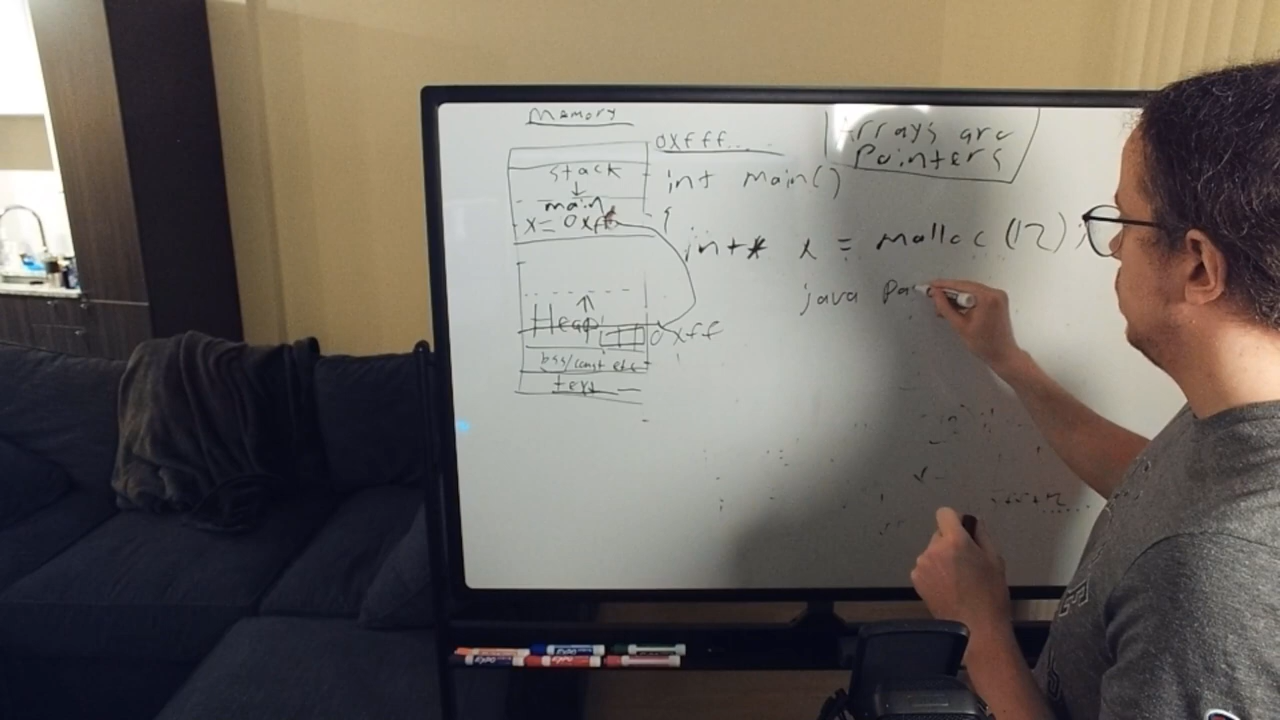 Memory
0xfff....
Arrays are
Pointers
Stack
int main()
main
{
x = 0xff
int* x = malloc(12);
java Pas
Heap
0xff
bss/const etc
text